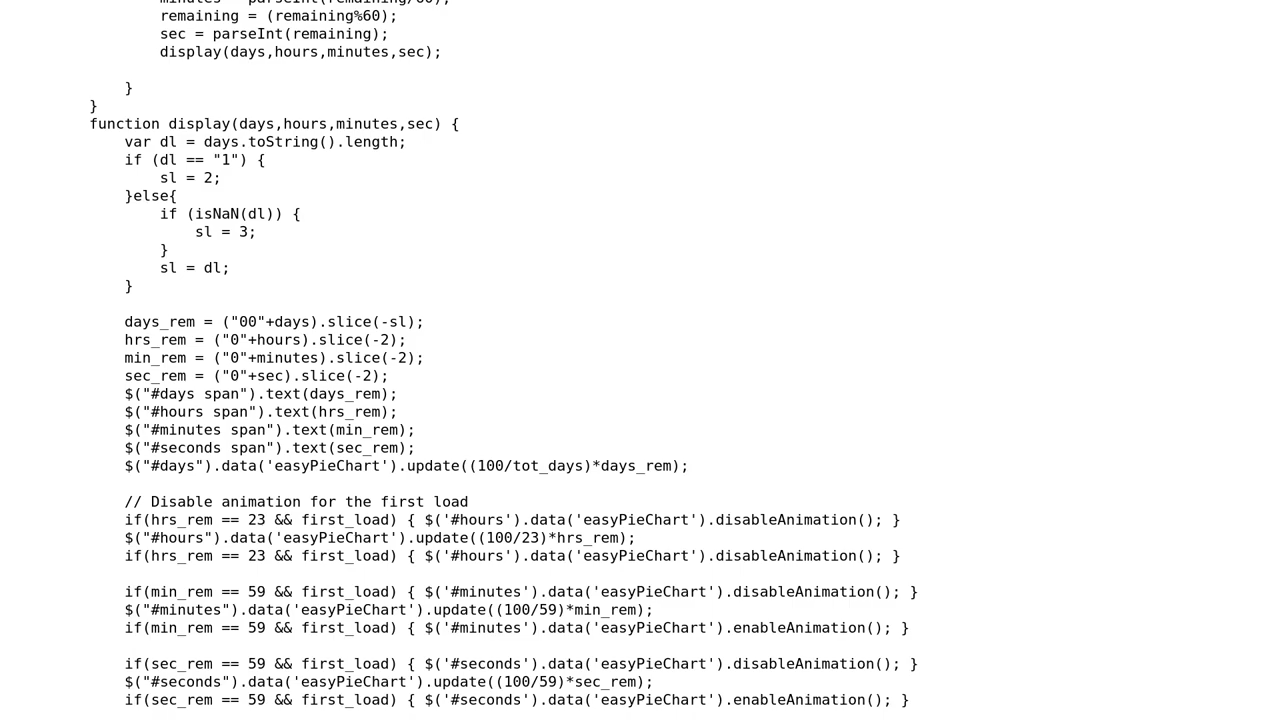 minutes = parseInt(remaining/60);
remaining = (remaining%60);
sec = parseInt(remaining);
display(days,hours,minutes,sec);
}
}
function display(days,hours,minutes,sec) {
var dl = days.toString().length;
if (dl == "1") {
sl = 2;
}else{
if (isNaN(dl)) {
sl = 3;
}
sl = dl;
}
days_rem = ("00"+days).slice(-sl);
hrs_rem = ("0"+hours).slice(-2);
min_rem = ("0"+minutes).slice(-2);
sec_rem = ("0"+sec).slice(-2);
$("#days span").text(days_rem);
$("#hours span").text(hrs_rem);
$("#minutes span").text(min_rem);
$("#seconds span").text(sec_rem);
$("#days").data('easyPieChart').update((100/tot_days)*days_rem);
// Disable animation for the first load
if(hrs_rem == 23 && first_load) { $('#hours').data('easyPieChart').disableAnimation(); }
$("#hours").data('easyPieChart').update((100/23)*hrs_rem);
if(hrs_rem == 23 && first_load) { $('#hours').data('easyPieChart').disableAnimation(); }
if(min_rem == 59 && first_load) { $('#minutes').data('easyPieChart').disableAnimation(); }
$("#minutes").data('easyPieChart').update((100/59)*min_rem);
if(min_rem == 59 && first_load) { $('#minutes').data('easyPieChart').enableAnimation(); }
if(sec_rem == 59 && first_load) { $('#seconds').data('easyPieChart').disableAnimation(); }
$("#seconds").data('easyPieChart').update((100/59)*sec_rem);
if(sec_rem == 59 && first_load) { $('#seconds').data('easyPieChart').enableAnimation(); }